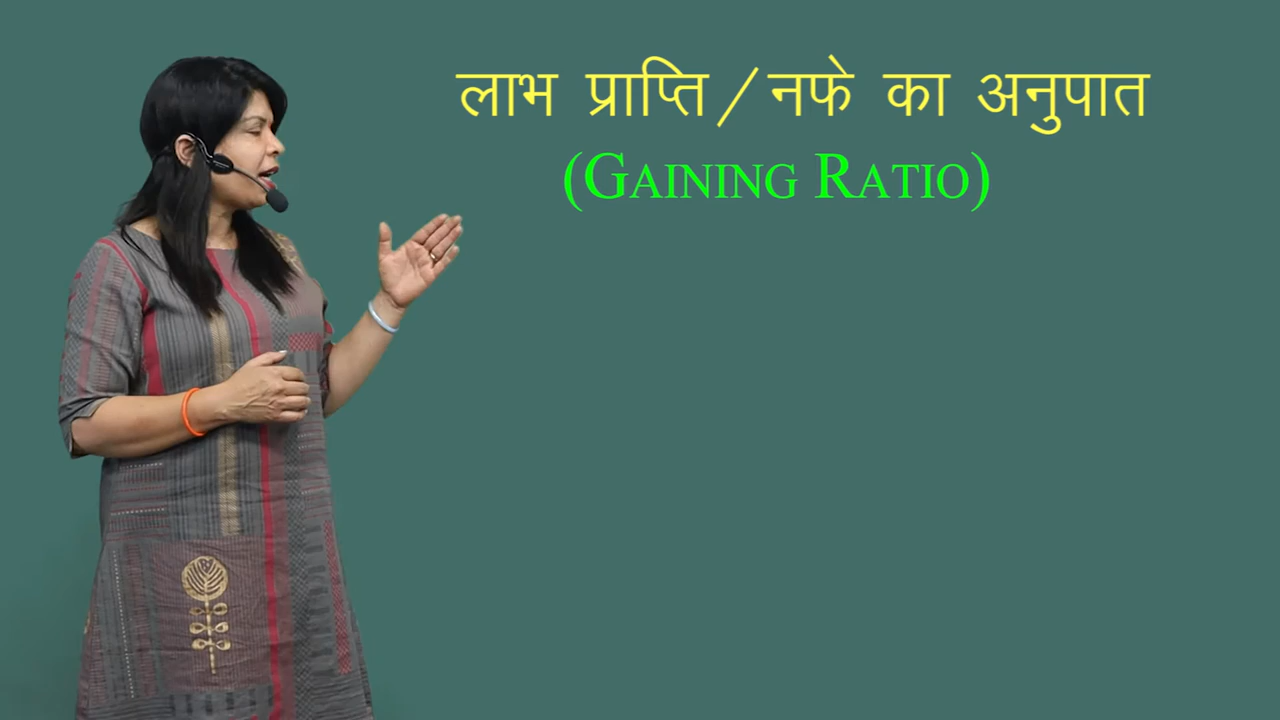 लाभ प्राप्ति/नफे का अनुपात
(GAINING RATIO)